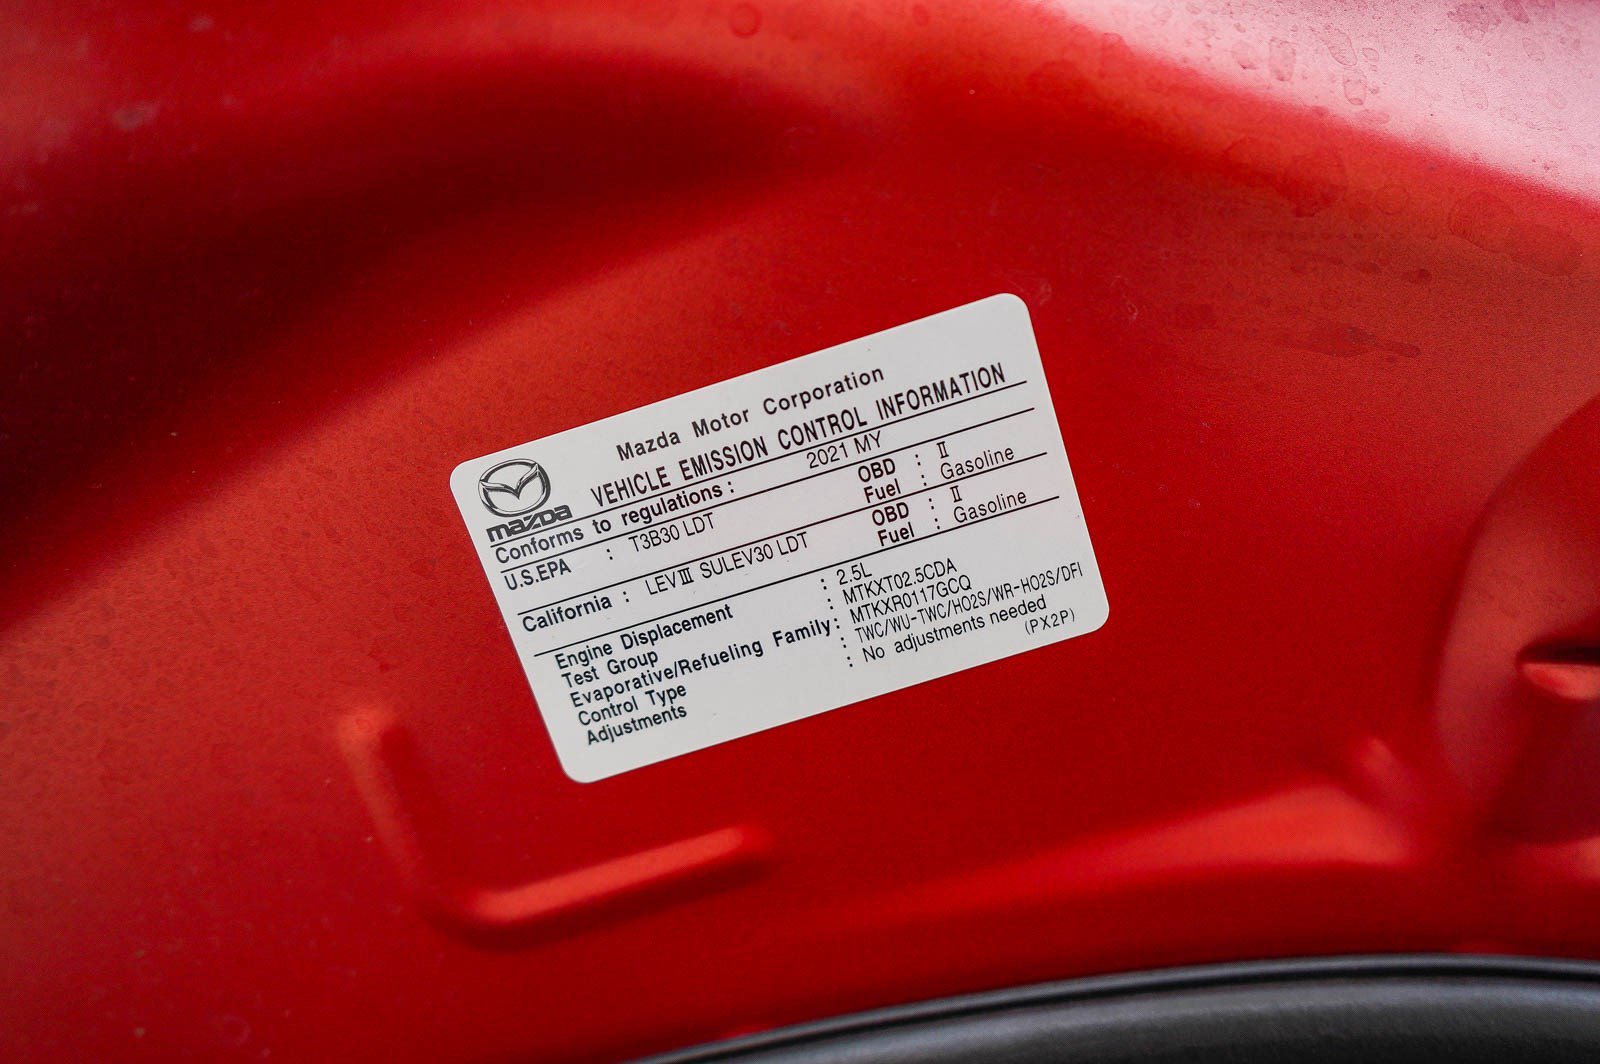 Mazda Motor Corporation
mazda VEHICLE EMISSION CONTROL INFORMATION
Conforms to regulations : 2021 MY
U.S.EPA : T3B30 LDT OBD : Ⅱ
Fuel : Gasoline
California : LEVⅢ SULEV30 LDT OBD : Ⅱ
Fuel : Gasoline
Engine Displacement : 2.5L
Test Group : MTKXT02.5CDA
Evaporative/Refueling Family : MTKXR0117GCQ
Control Type : TWC/WU-TWC/HO2S/WR-HO2S/DFI
Adjustments : No adjustments needed
(PX2P)